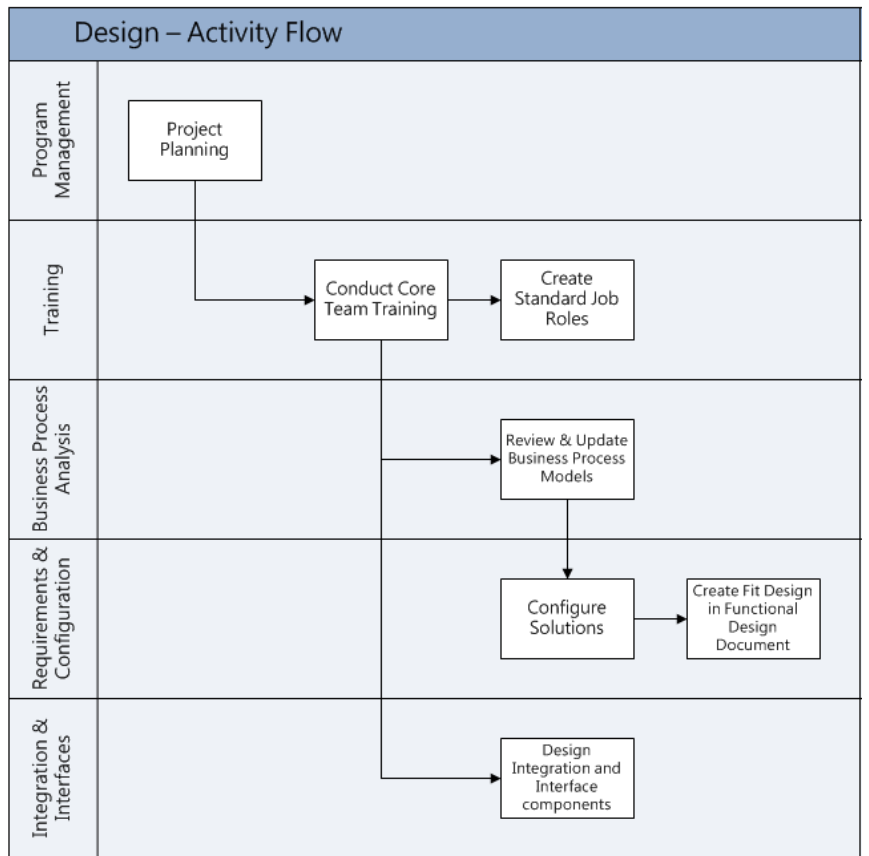 Design – Activity Flow
Program
Management
Project
Planning
Training
Conduct Core
Team Training
Create
Standard Job
Roles
Business Process
Analysis
Review & Update
Business Process
Models
Requirements &
Configuration
Configure
Solutions
Create Fit Design
in Functional
Design
Document
Integration &
Interfaces
Design
Integration and
Interface
components